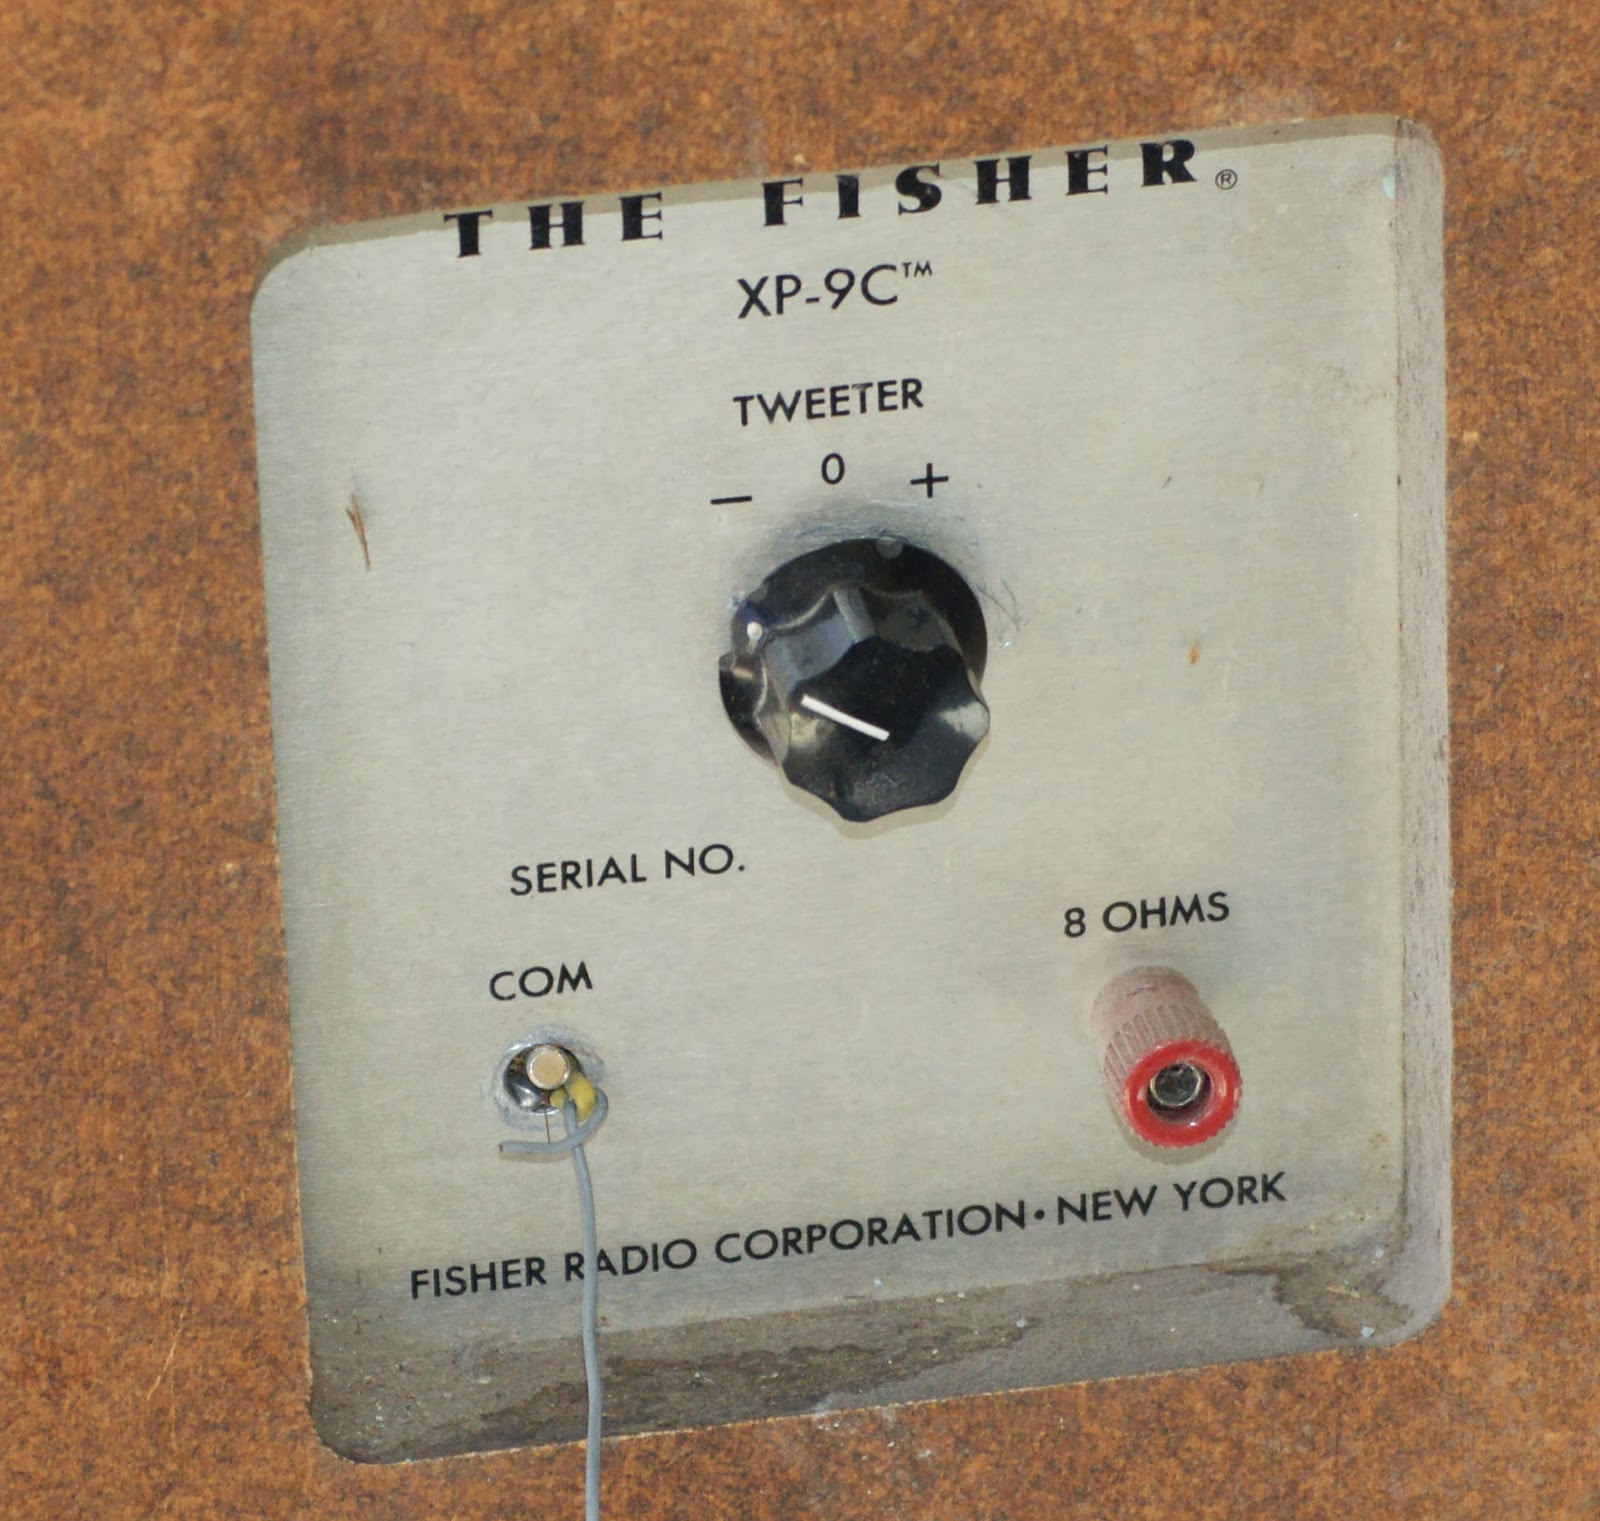 THE FISHER®
XP-9C™
TWEETER
− 0 +
SERIAL NO.
8 OHMS
COM
FISHER RADIO CORPORATION • NEW YORK